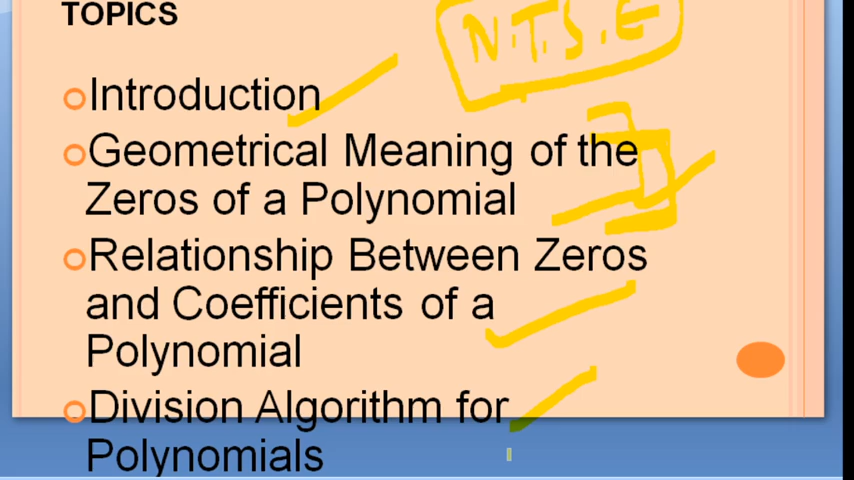 TOPICS
N.T.S.E
Introduction
Geometrical Meaning of the
Zeros of a Polynomial
Relationship Between Zeros
and Coefficients of a
Polynomial
Division Algorithm for
Polynomials